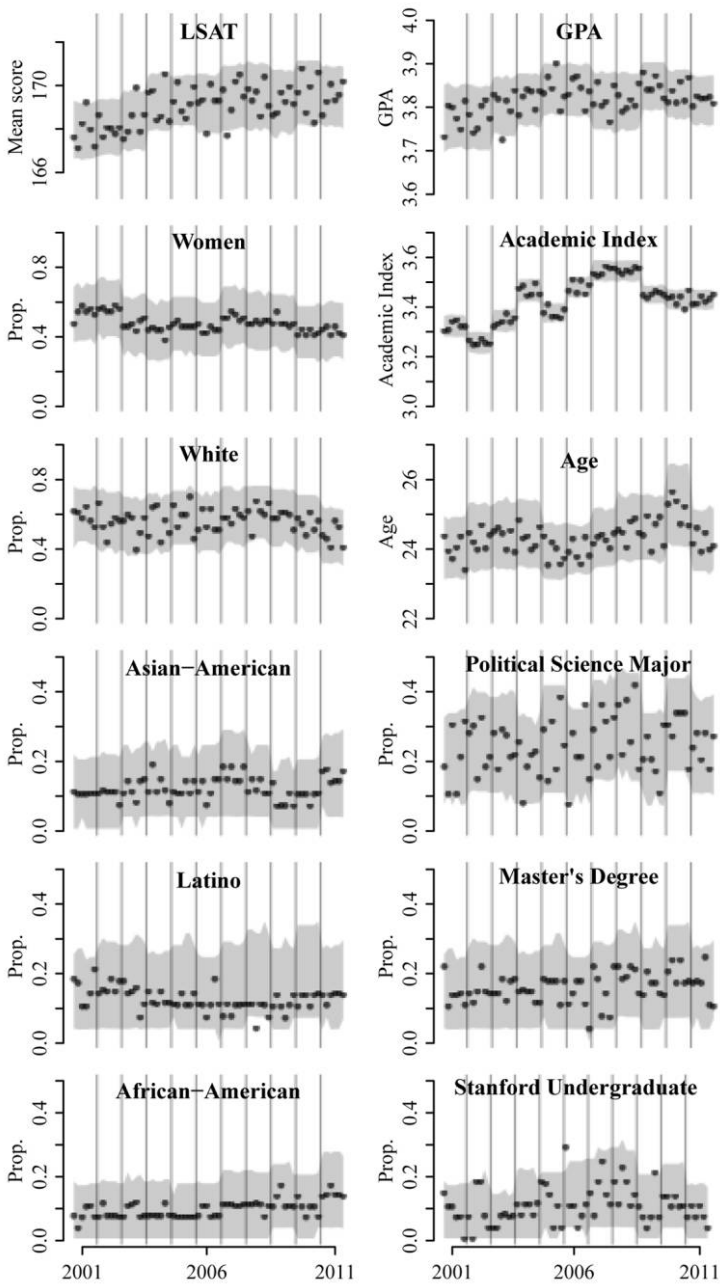 LSAT
Mean score
170
166
GPA
GPA
3.9
3.8
3.7
3.6
Women
Prop.
0.8
0.4
0.0
Academic Index
Academic Index
3.6
3.4
3.2
3.0
White
Prop.
0.8
0.4
0.0
Age
Age
26
24
22
Asian−American
Prop.
0.4
0.2
0.0
Political Science Major
Prop.
0.4
0.2
0.0
Latino
Prop.
0.4
0.2
0.0
Master's Degree
Prop.
0.4
0.2
0.0
African−American
Prop.
0.4
0.2
0.0
2001 2006 2011
Stanford Undergraduate
Prop.
0.4
0.2
0.0
2001 2006 2011